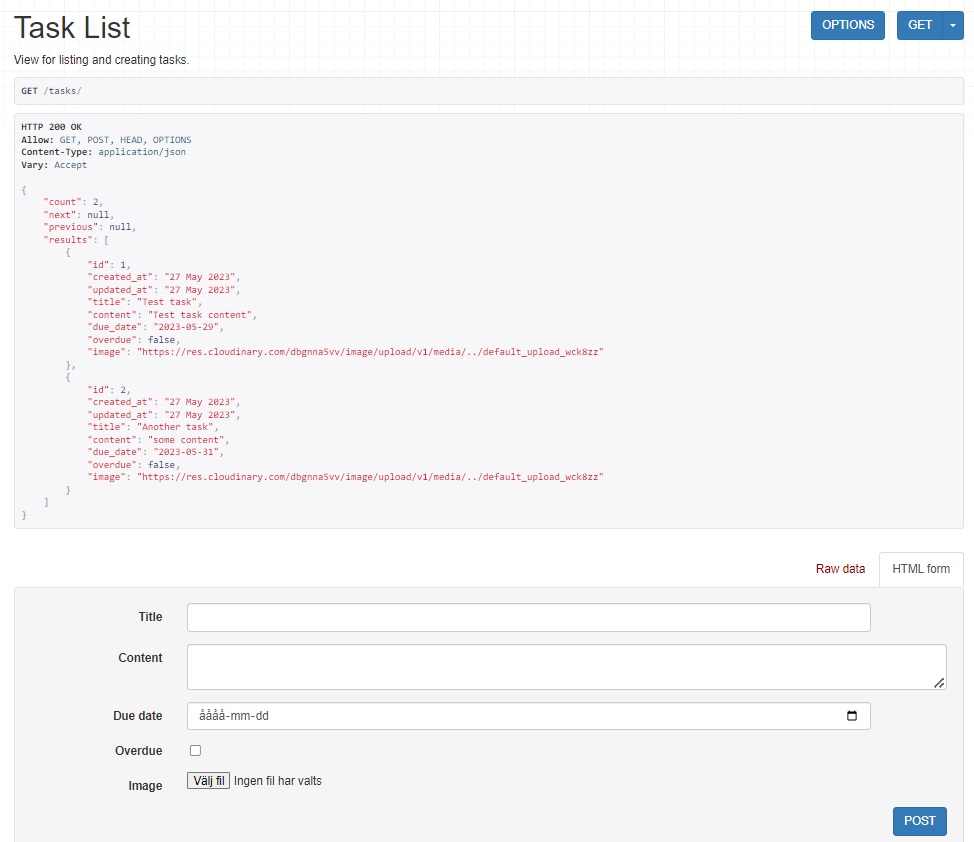 Task List
OPTIONS
GET
View for listing and creating tasks.
GET /tasks/
HTTP 200 OK
Allow: GET, POST, HEAD, OPTIONS
Content-Type: application/json
Vary: Accept
{
    "count": 2,
    "next": null,
    "previous": null,
    "results": [
        {
            "id": 1,
            "created_at": "27 May 2023",
            "updated_at": "27 May 2023",
            "title": "Test task",
            "content": "Test task content",
            "due_date": "2023-05-29",
            "overdue": false,
            "image": "https://res.cloudinary.com/dbgnna5vv/image/upload/v1/media/../default_upload_wck8zz"
        },
        {
            "id": 2,
            "created_at": "27 May 2023",
            "updated_at": "27 May 2023",
            "title": "Another task",
            "content": "some content",
            "due_date": "2023-05-31",
            "overdue": false,
            "image": "https://res.cloudinary.com/dbgnna5vv/image/upload/v1/media/../default_upload_wck8zz"
        }
    ]
}
Raw data
HTML form
Title
Content
Due date
åååå-mm-dd
Overdue
Image
Välj fil Ingen fil har valts
POST